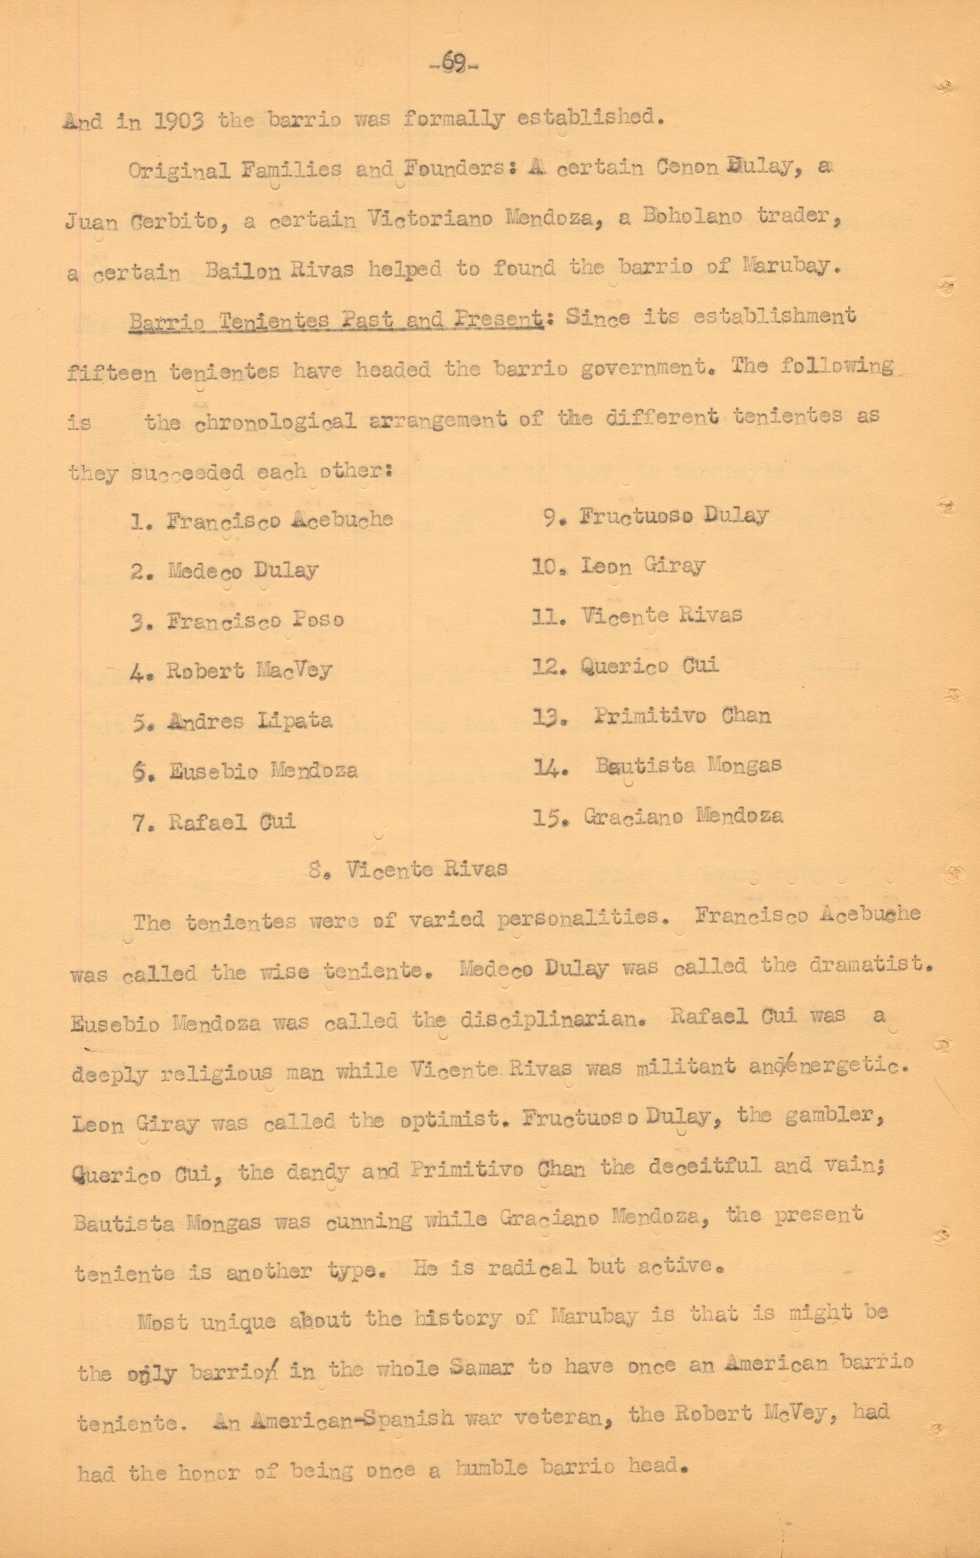 -69-
And in 1903 the barrio was formally established.
Original Families and Founders: A certain Cenon Dulay, a
Juan Gerbito, a certain Victoriano Mendoza, a Boholano trader,
a certain Bailon Rivas helped to found the barrio of Marubay.
Barrio Tenientes Past and Present: Since its establishment
fifteen tenientes have headed the barrio government. The following
is the chronological arrangement of the different tenientes as
they succeeded each other:
1. Francisco Acebuche
2. Medeco Dulay
3. Francisco Poso
4. Robert MacVey
5. Andres Lipata
6. Eusebio Mendoza
7. Rafael Cui
8. Vicente Rivas
9. Fructuoso Dulay
10. Leon Giray
11. Vicente Rivas
12. Querico Cui
13. Primitivo Chan
14. Bautista Mongas
15. Graciano Mendoza
The tenientes were of varied personalities. Francisco Acebuche
was called the wise teniente. Medeco Dulay was called the dramatist.
Eusebio Mendoza was called the disciplinarian. Rafael Cui was a
deeply religious man while Vicente Rivas was militant and/energetic.
Leon Giray was called the optimist. Fructuoso Dulay, the gambler,
Querico Cui, the dandy and Primitivo Chan the deceitful and vain;
Bautista Mongas was cunning while Graciano Mendoza, the present
teniente is another type. He is radical but active.
Most unique about the history of Marubay is that is might be
the only barrio in the whole Samar to have once an American barrio
teniente. An American-Spanish war veteran, the Robert McVey, had
had the honor of being once a humble barrio head.